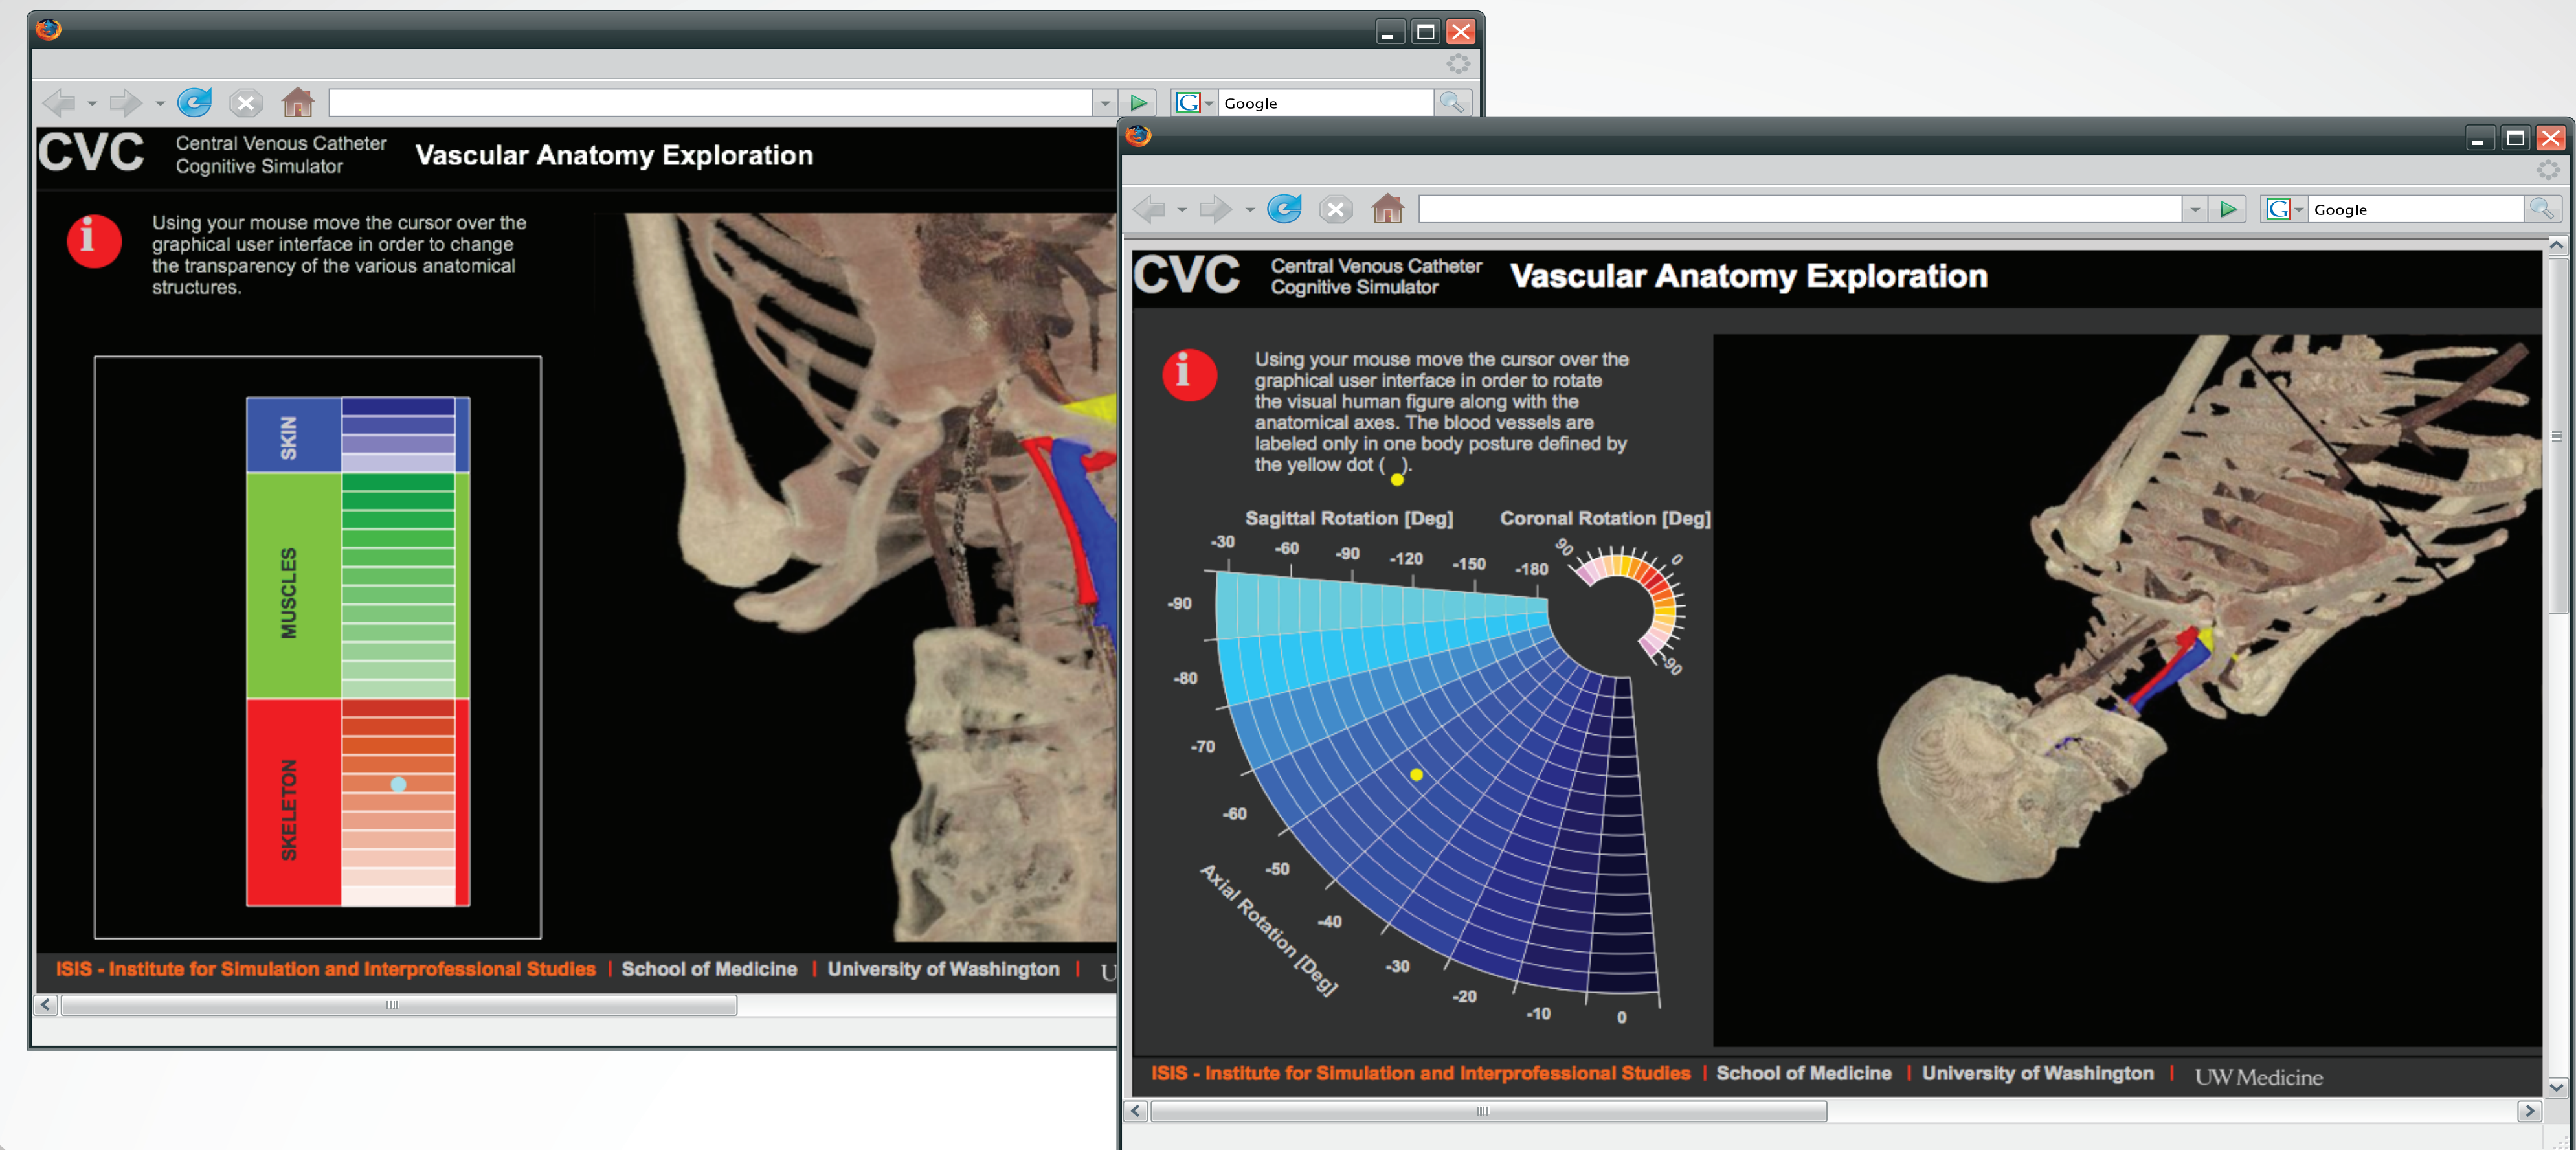 Google
CVC
Central Venous Catheter
Cognitive Simulator
Vascular Anatomy Exploration
i
Using your mouse move the cursor over the
graphical user interface in order to change
the transparency of the various anatomical
structures.
SKIN
MUSCLES
SKELETON
ISIS - Institute for Simulation and Interprofessional Studies | School of Medicine | University of Washington | U
Google
CVC
Central Venous Catheter
Cognitive Simulator
Vascular Anatomy Exploration
i
Using your mouse move the cursor over the
graphical user interface in order to rotate
the visual human figure along with the
anatomical axes. The blood vessels are
labeled only in one body posture defined by
the yellow dot ( ).
Sagittal Rotation [Deg]
-30 -60 -90 -120 -150 -180
Coronal Rotation [Deg]
90 0 -90
-90
-80
-70
-60
-50
-40
-30
-20
-10
0
Axial Rotation [Deg]
ISIS - Institute for Simulation and Interprofessional Studies | School of Medicine | University of Washington | UW Medicine